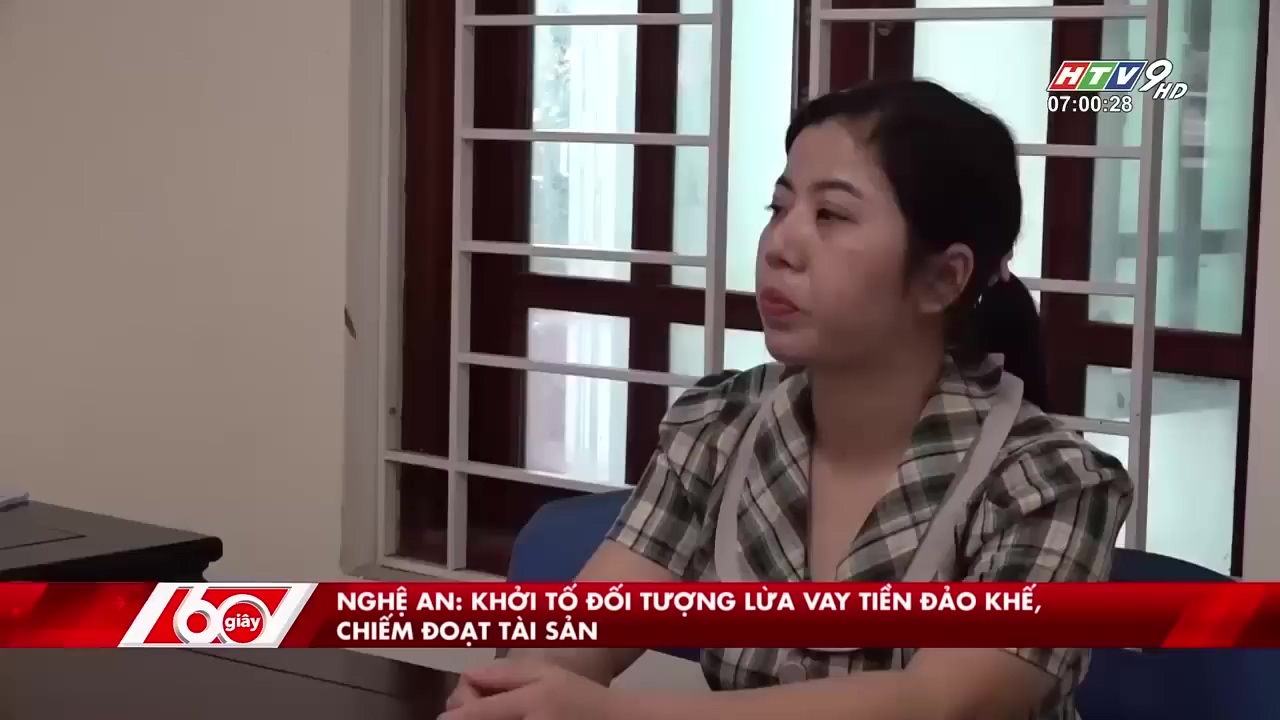 HTV9 HD
07:00:28
60 giây
NGHỆ AN: KHỞI TỐ ĐỐI TƯỢNG LỪA VAY TIỀN ĐẢO KHẾ,
CHIẾM ĐOẠT TÀI SẢN